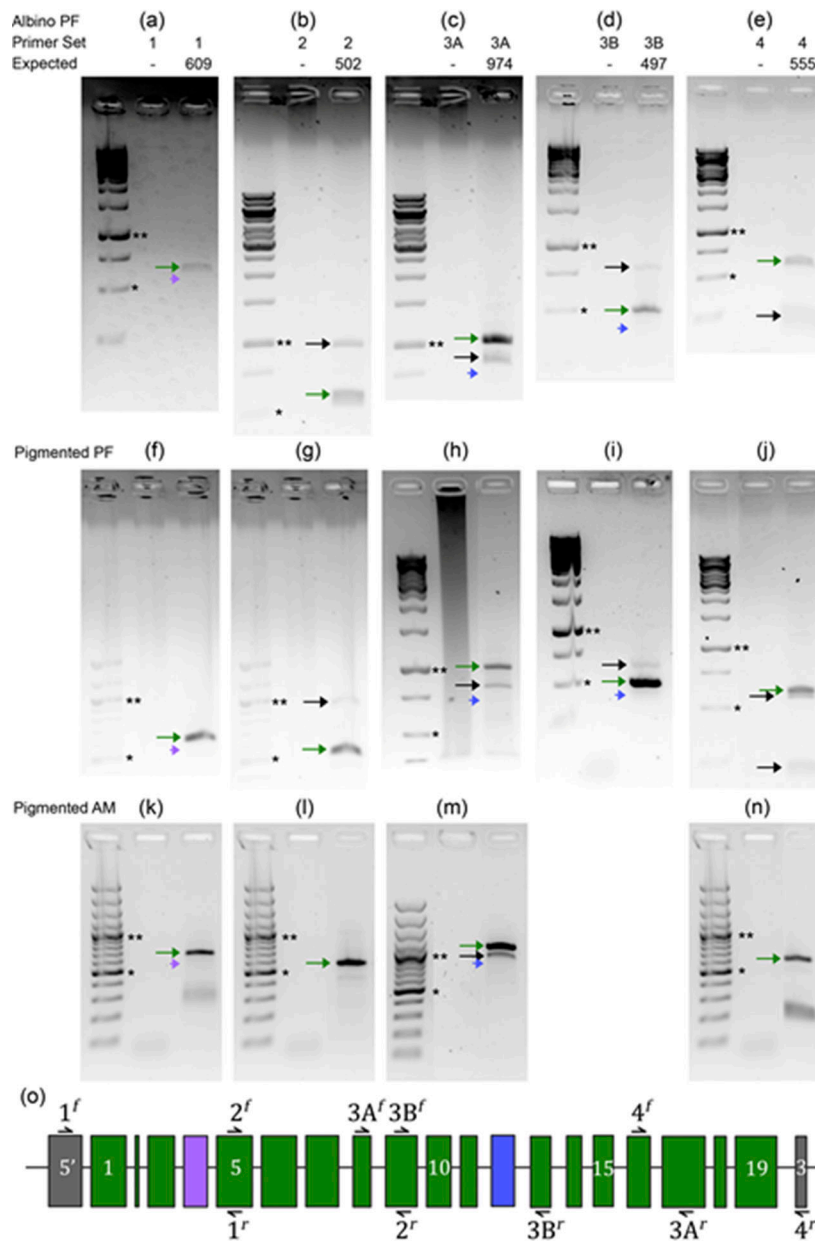 Albino PF (a) (b) (c) (d) (e)
Primer Set 1 1 2 2 3A 3A 3B 3B 4 4
Expected - 609 - 502 - 974 - 497 - 555
** * ** * ** ** * ** *
Pigmented PF (f) (g) (h) (i) (j)
** * ** * ** * ** * ** *
Pigmented AM (k) (l) (m) (n)
** * ** * ** * ** *
(o)
1f 2f 3Af 3Bf 4f
5' 1 5 10 15 19 3
1r 2r 3Br 3Ar 4r